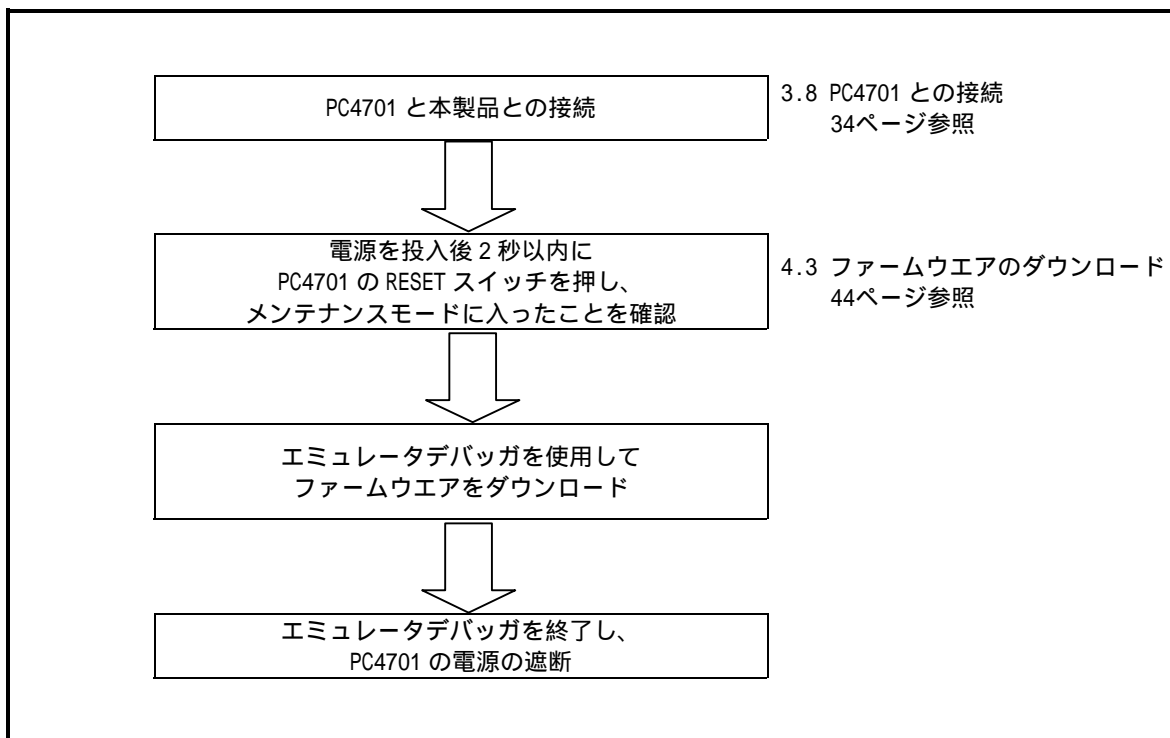 PC4701 と本製品との接続
3.8 PC4701 との接続
34ページ参照
電源を投入後 2 秒以内に
PC4701 の RESET スイッチを押し、
メンテナンスモードに入ったことを確認
4.3 ファームウエアのダウンロード
44ページ参照
エミュレータデバッガを使用して
ファームウエアをダウンロード
エミュレータデバッガを終了し、
PC4701 の電源の遮断